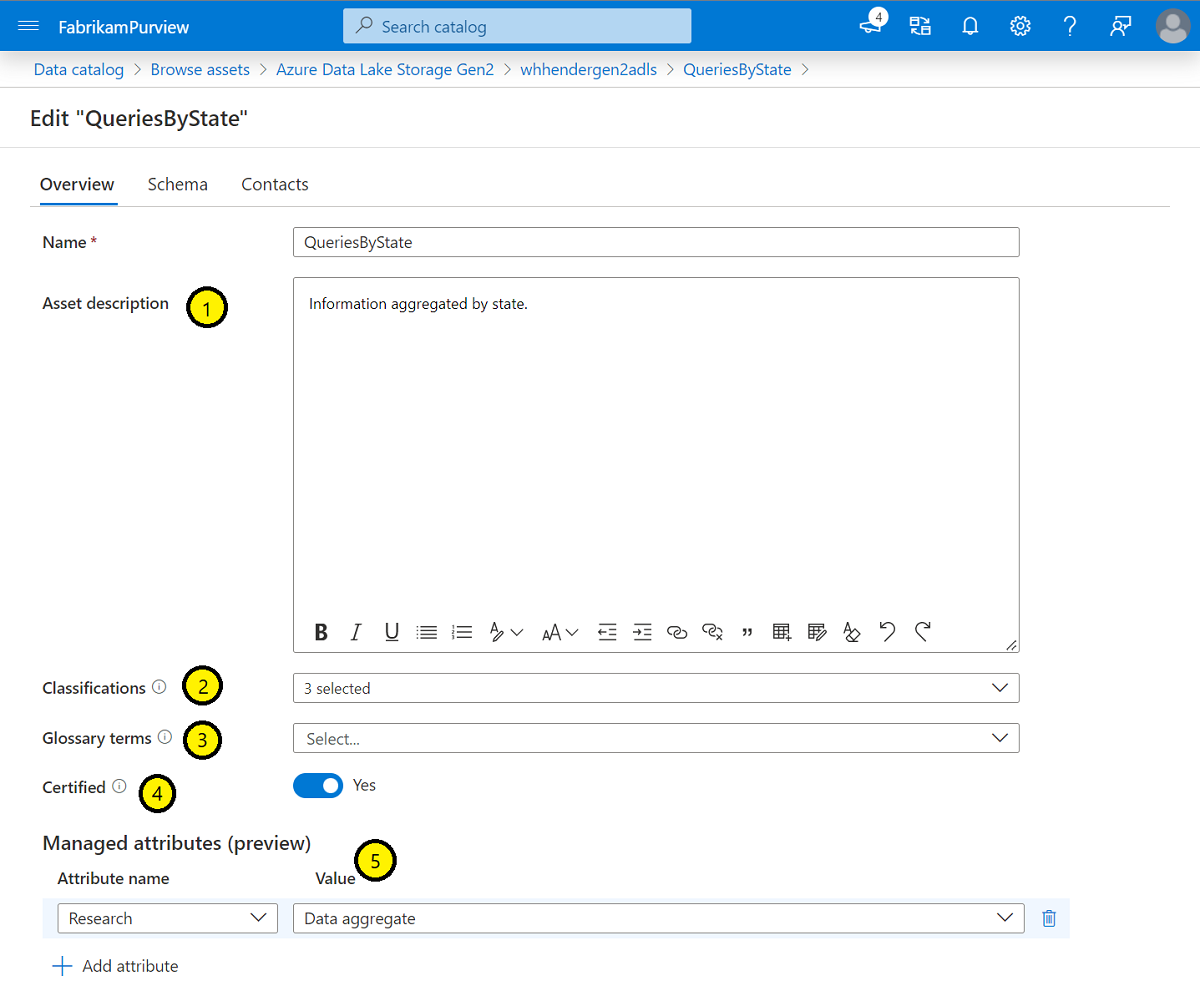 FabrikamPurview Search catalog 4
Data catalog > Browse assets > Azure Data Lake Storage Gen2 > whhendergen2adls > QueriesByState >
Edit "QueriesByState"
Overview Schema Contacts
Name * QueriesByState
Asset description 1 Information aggregated by state.
B I U A AA
Classifications 2 3 selected
Glossary terms 3 Select...
Certified 4 Yes
Managed attributes (preview)
5
Attribute name Value
Research Data aggregate
+ Add attribute